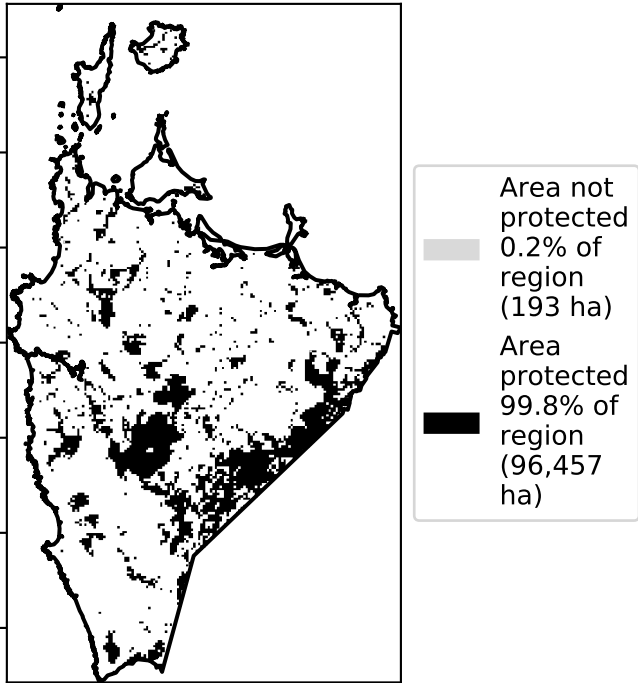 Area not
protected
0.2% of
region
(193 ha)
Area
protected
99.8% of
region
(96,457
ha)